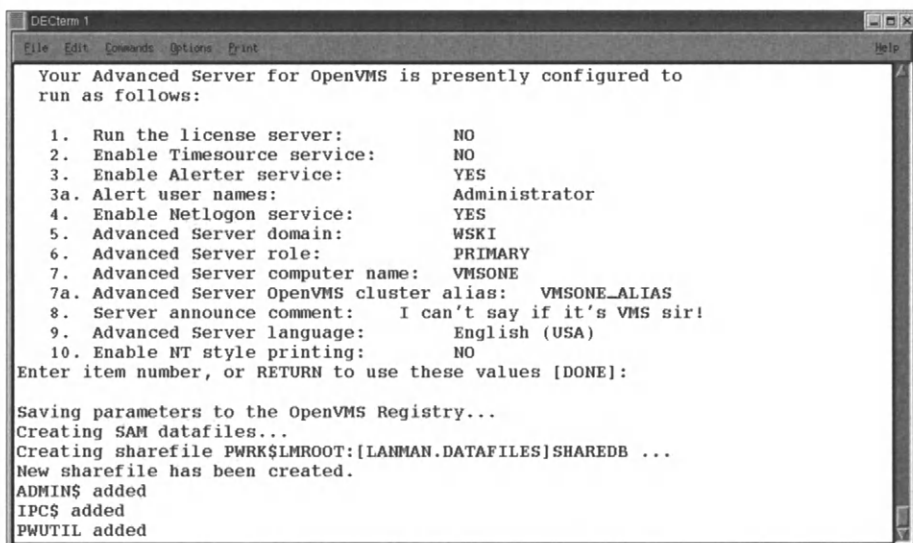 DECterm 1
File Edit Commands Options Print Help
Your Advanced Server for OpenVMS is presently configured to
run as follows:
1. Run the license server: NO
2. Enable Timesource service: NO
3. Enable Alerter service: YES
3a. Alert user names: Administrator
4. Enable Netlogon service: YES
5. Advanced Server domain: WSKI
6. Advanced Server role: PRIMARY
7. Advanced Server computer name: VMSONE
7a. Advanced Server OpenVMS cluster alias: VMSONE_ALIAS
8. Server announce comment: I can't say if it's VMS sir!
9. Advanced Server language: English (USA)
10. Enable NT style printing: NO
Enter item number, or RETURN to use these values [DONE]:
Saving parameters to the OpenVMS Registry...
Creating SAM datafiles...
Creating sharefile PWRK$LMROOT:[LANMAN.DATAFILES]SHAREDB ...
New sharefile has been created.
ADMIN$ added
IPC$ added
PWUTIL added